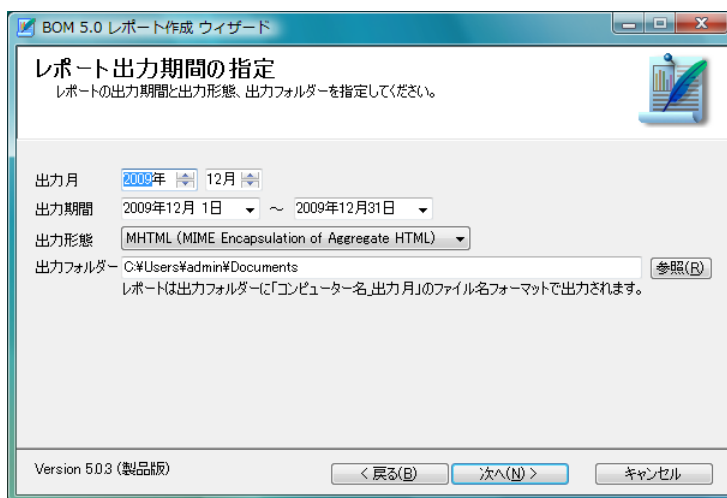 BOM 5.0 レポート作成 ウィザード
レポート出力期間の指定
レポートの出力期間と出力形態、出力フォルダーを指定してください。
出力月 2009年 12月
出力期間 2009年12月 1日 ～ 2009年12月31日
出力形態 MHTML (MIME Encapsulation of Aggregate HTML)
出力フォルダー C:¥Users¥admin¥Documents 参照(R)
レポートは出力フォルダーに「コンピューター名_出力月」のファイル名フォーマットで出力されます。
Version 5.0.3 (製品版) < 戻る(B) 次へ(N) > キャンセル